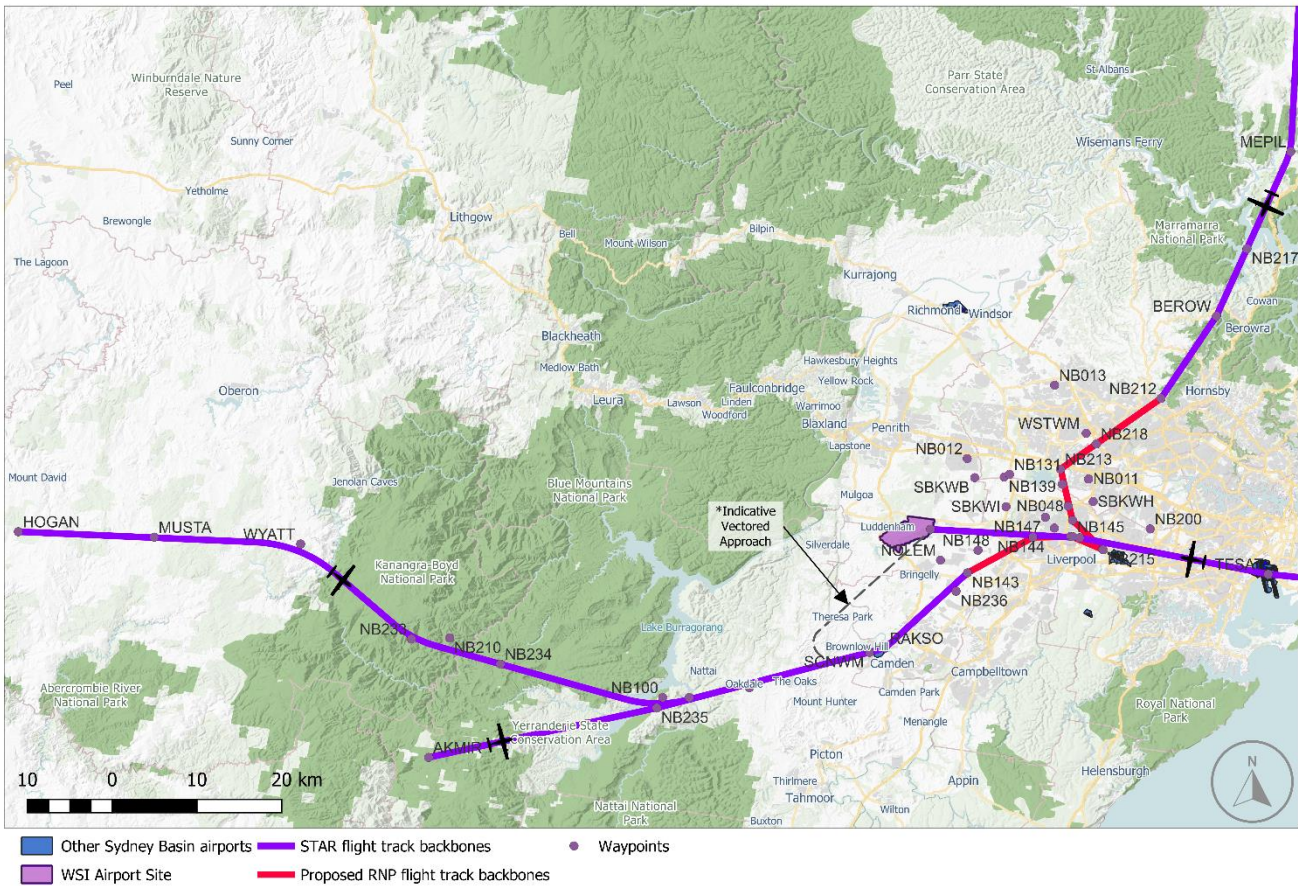 Winburndale Nature
Reserve
Peel
Sunny Corner
Parr State
Conservation Area
St-Albans
Wisemans Ferry
MEPIL
Yetholme
Brewongle
Lithgow
Bell
Mount Wilson
Bilpin
Marramarra
National Park
NB217
The Lagoon
Kurrajong
Cowan
BEROW
Berowra
Richmond
Windsor
Blackheath
Medlow Bath
Hawkesbury Heights
Oberon
Leura
Lawson
Linden
Woodford
Faulconbridge
Yellow Rock
Warrimoo
Blaxland
NB013
NB212
Hornsby
Penrith
Lapstone
WSTWM
NB218
Mount David
Jenolan Caves
Blue Mountains
National Park
NB012
NB131
NB213
Mulgoa
SBKWB
NB139
NB011
*Indicative
Vectored
Approach
SBKWI
NB048
SBKWH
HOGAN
MUSTA
WYATT
Luddenham
NB147
NB145
NB200
Silverdale
NOLEM
NB148
NB144
Liverpool
NB215
TESAT
Kanangra-Boyd
National Park
Bringelly
NB143
NB236
Theresa Park
Lake Burragorang
NB233
NB210
NB234
Brownlow Hill
RAKSO
SCNWM
Camden
Campbelltown
Nattai
Oakdale
The Oaks
Abercrombie River
National Park
NB100
NB235
Mount Hunter
Camden Park
Menangle
Royal National
Park
Yerranderie State
Conservation Area
AKMIR
Picton
10 0 10 20 km
Thirlmere
Tahmoor
Appin
Helensburgh
Nattai National
Park
Wilton
Buxton
N
Other Sydney Basin airports
STAR flight track backbones
Waypoints
WSI Airport Site
Proposed RNP flight track backbones